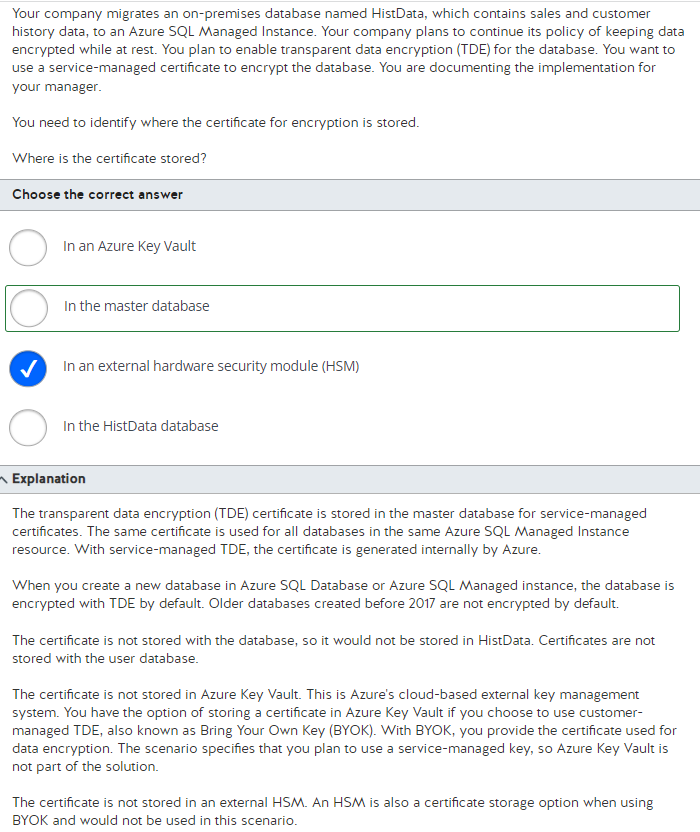 Your company migrates an on-premises database named HistData, which contains sales and customer
history data, to an Azure SQL Managed Instance. Your company plans to continue its policy of keeping data
encrypted while at rest. You plan to enable transparent data encryption (TDE) for the database. You want to
use a service-managed certificate to encrypt the database. You are documenting the implementation for
your manager.
You need to identify where the certificate for encryption is stored.
Where is the certificate stored?
Choose the correct answer
In an Azure Key Vault
In the master database
In an external hardware security module (HSM)
In the HistData database
Explanation
The transparent data encryption (TDE) certificate is stored in the master database for service-managed
certificates. The same certificate is used for all databases in the same Azure SQL Managed Instance
resource. With service-managed TDE, the certificate is generated internally by Azure.
When you create a new database in Azure SQL Database or Azure SQL Managed instance, the database is
encrypted with TDE by default. Older databases created before 2017 are not encrypted by default.
The certificate is not stored with the database, so it would not be stored in HistData. Certificates are not
stored with the user database.
The certificate is not stored in Azure Key Vault. This is Azure's cloud-based external key management
system. You have the option of storing a certificate in Azure Key Vault if you choose to use customer-
managed TDE, also known as Bring Your Own Key (BYOK). With BYOK, you provide the certificate used for
data encryption. The scenario specifies that you plan to use a service-managed key, so Azure Key Vault is
not part of the solution.
The certificate is not stored in an external HSM. An HSM is also a certificate storage option when using
BYOK and would not be used in this scenario.